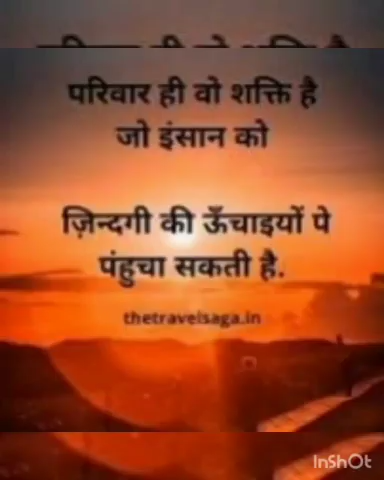 परिवार ही वो शक्ति है
जो इंसान को
ज़िन्दगी की ऊँचाइयों पे
पंहुचा सकती है.
thetravelsaga.in
InShOt